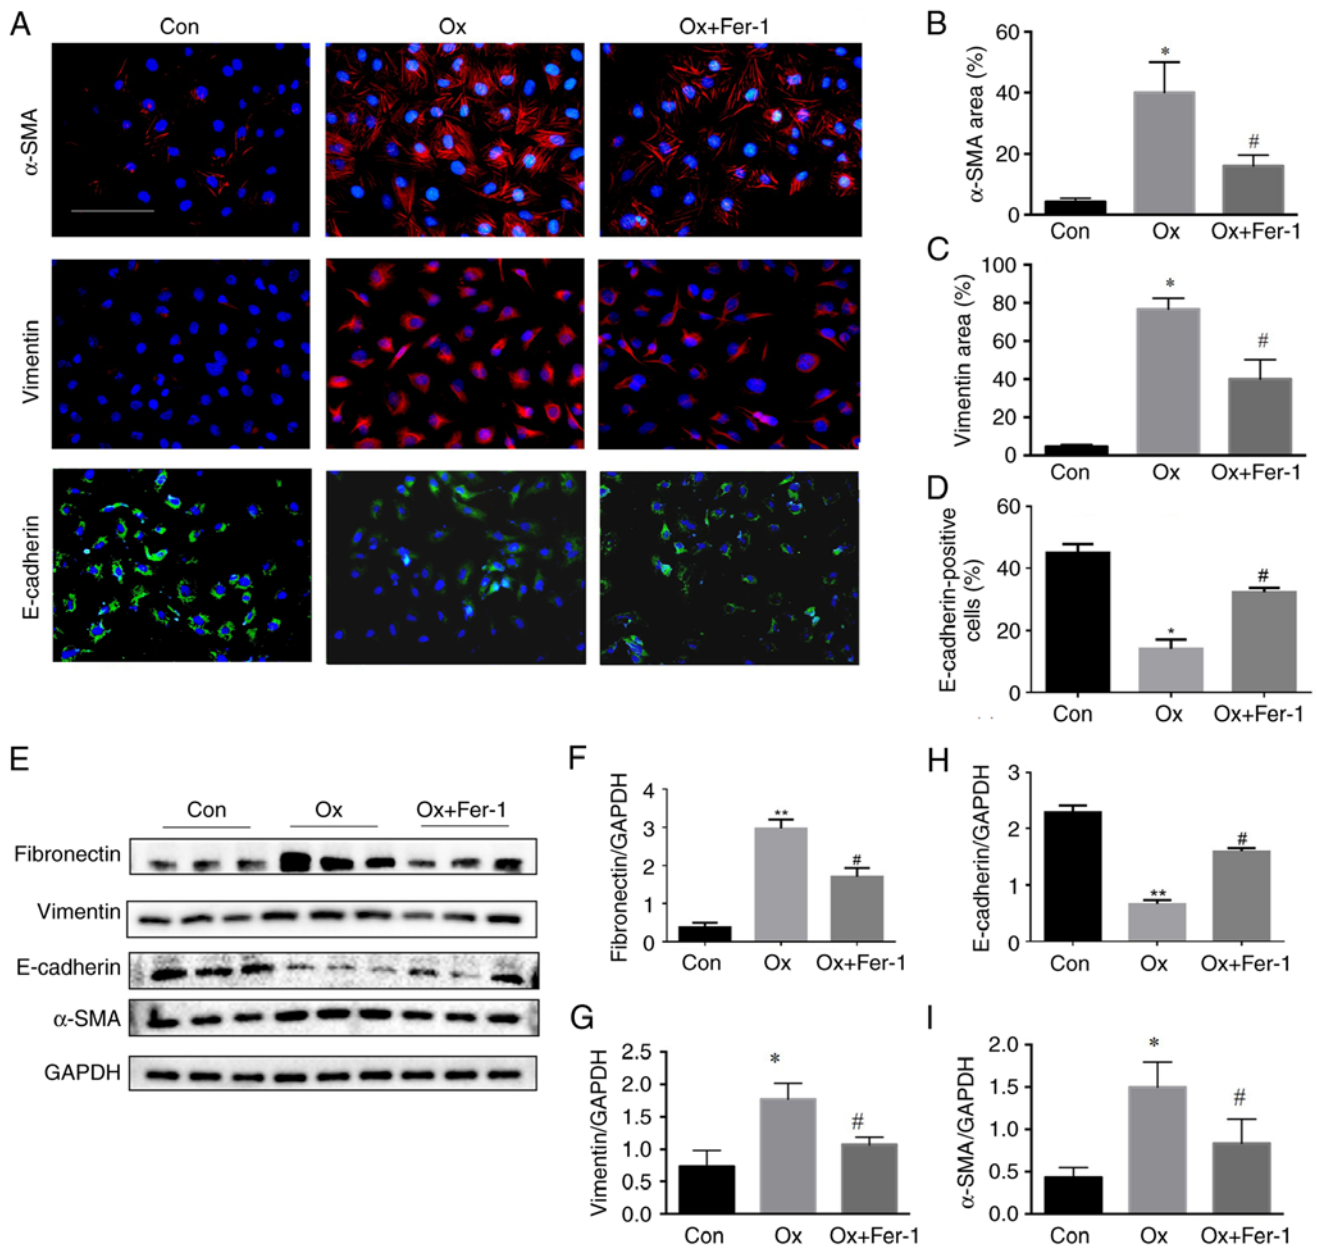 A
Con
Ox
Ox+Fer-1
α-SMA
Vimentin
E-cadherin
B
α-SMA area (%)
60
40
20
0
*
#
Con
Ox
Ox+Fer-1
C
Vimentin area (%)
100
80
60
40
20
0
*
#
Con
Ox
Ox+Fer-1
D
E-cadherin-positive
cells (%)
60
40
20
0
*
#
Con
Ox
Ox+Fer-1
E
Con
Ox
Ox+Fer-1
Fibronectin
Vimentin
E-cadherin
α-SMA
GAPDH
F
Fibronectin/GAPDH
4
3
2
1
0
**
#
Con
Ox
Ox+Fer-1
H
E-cadherin/GAPDH
3
2
1
0
**
#
Con
Ox
Ox+Fer-1
G
Vimentin/GAPDH
2.5
2.0
1.5
1.0
0.5
0.0
*
#
Con
Ox
Ox+Fer-1
I
α-SMA/GAPDH
2.0
1.5
1.0
0.5
0.0
*
#
Con
Ox
Ox+Fer-1